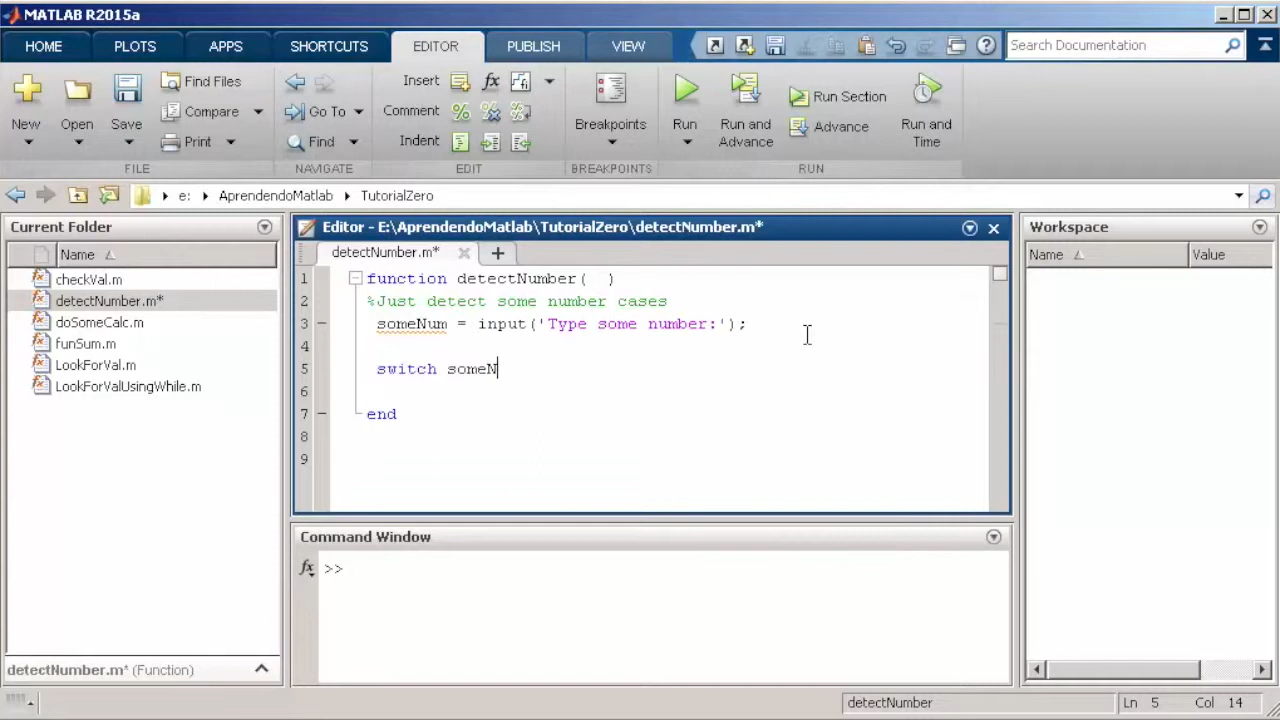 MATLAB R2015a
HOME PLOTS APPS SHORTCUTS EDITOR PUBLISH VIEW Search Documentation
New Open Save Find Files Compare Print
Go To Find
Insert Comment Indent
Breakpoints
Run Run and Advance Run Section Advance Run and Time
FILE NAVIGATE EDIT BREAKPOINTS RUN
e: AprendendoMatlab TutorialZero
Current Folder
Name
checkVal.m
detectNumber.m*
doSomeCalc.m
funSum.m
LookForVal.m
LookForValUsingWhile.m
detectNumber.m* (Function)
Editor - E:\AprendendoMatlab\TutorialZero\detectNumber.m*
detectNumber.m* +
1 function detectNumber(  )
2 %Just detect some number cases
3 – someNum = input('Type some number:');
4
5 switch someN
6
7 – end
8
9
Command Window
fx >>
Workspace
Name Value
detectNumber Ln 5 Col 14